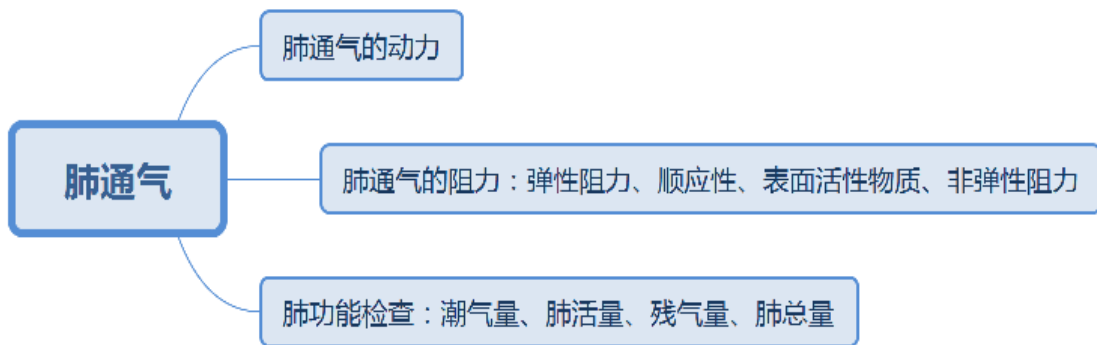 肺通气的动力
肺通气
肺通气的阻力：弹性阻力、顺应性、表面活性物质、非弹性阻力
肺功能检查：潮气量、肺活量、残气量、肺总量